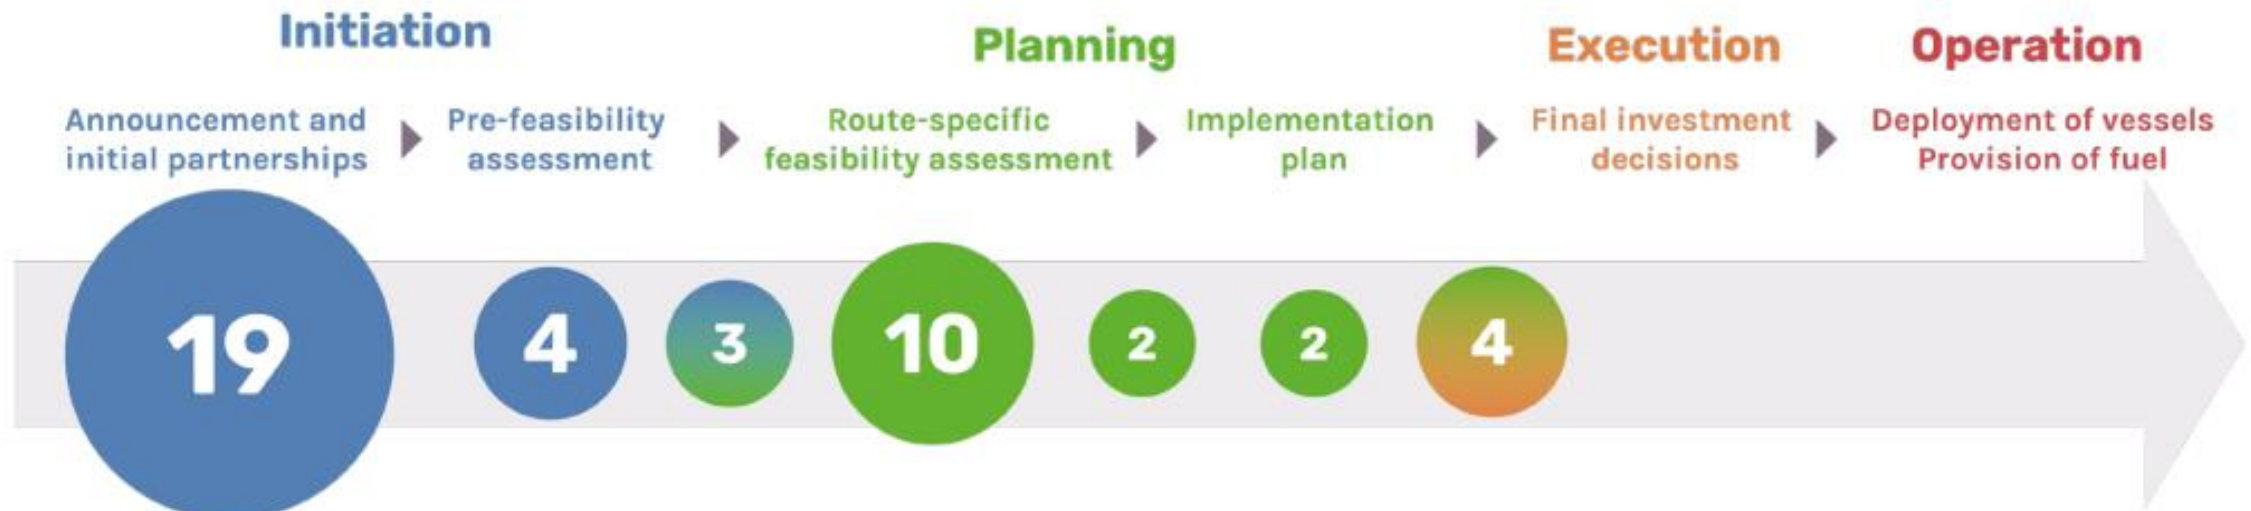 Initiation
Planning
Execution
Operation
Announcement and
initial partnerships
Pre-feasibility
assessment
Route-specific
feasibility assessment
Implementation
plan
Final investment
decisions
Deployment of vessels
Provision of fuel
19
4
3
10
2
2
4